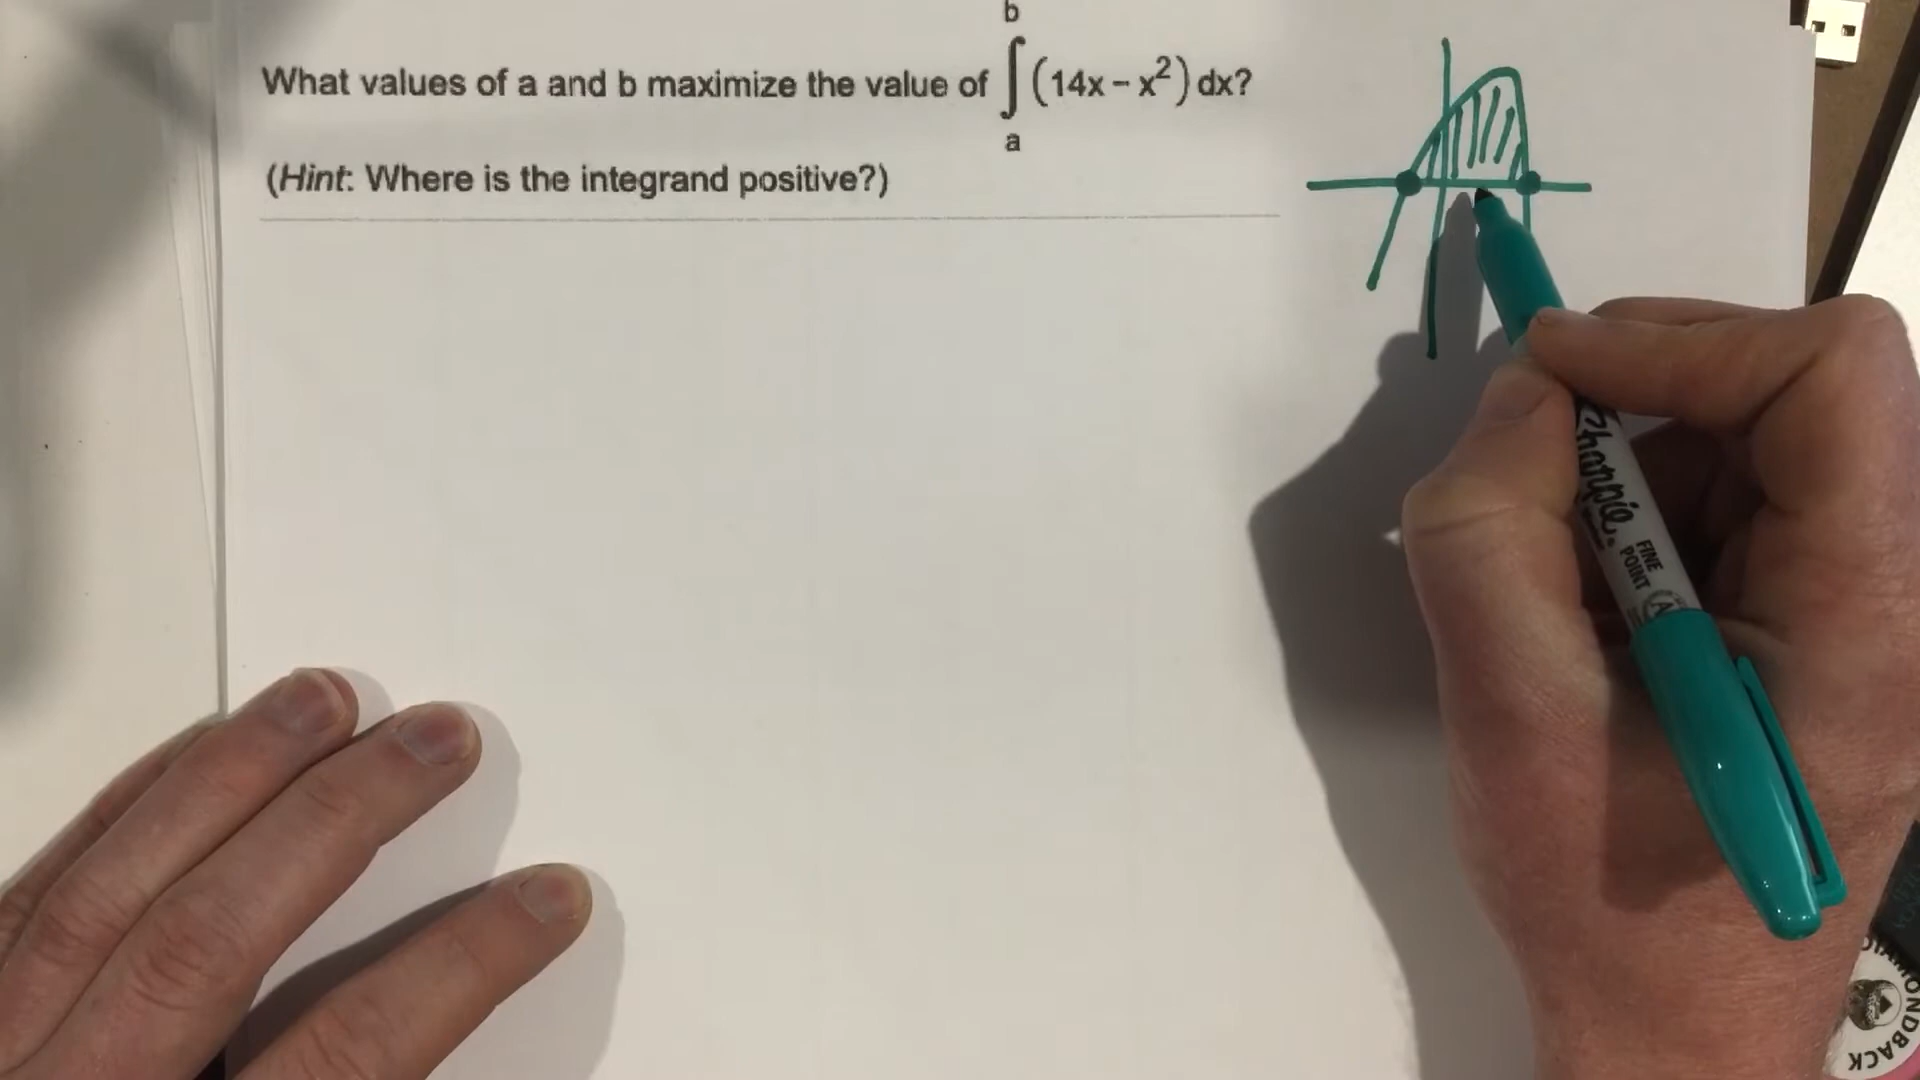 b
What values of a and b maximize the value of ∫(14x – x²) dx?
a
(Hint: Where is the integrand positive?)
Sharpie.
FINE
POINT
DIAMONDBACK